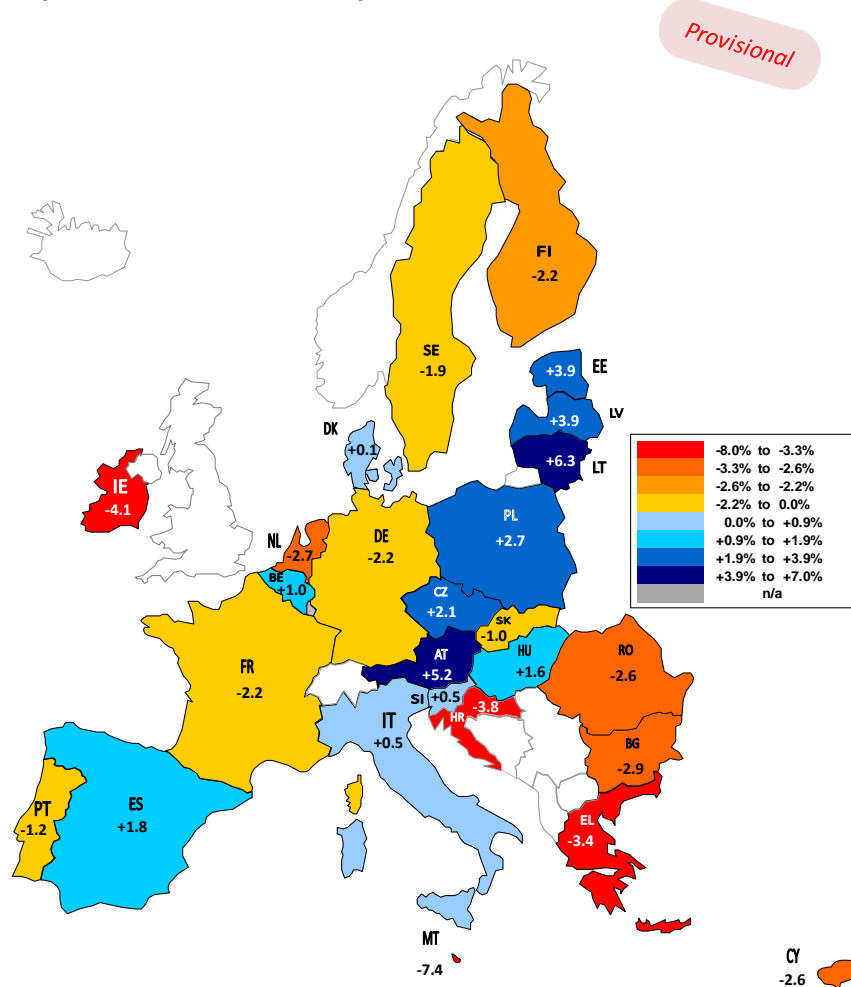 Provisional
FI
-2.2
SE
-1.9
+3.9
EE
LV
+3.9
DK
+0.1
+6.3
LT
-8.0% to -3.3%
-3.3% to -2.6%
-2.6% to -2.2%
-2.2% to 0.0%
0.0% to +0.9%
+0.9% to +1.9%
+1.9% to +3.9%
+3.9% to +7.0%
n/a
IE
-4.1
PL
+2.7
NL
-2.7
DE
-2.2
BE
+1.0
CZ
+2.1
SK
-1.0
AT
+5.2
HU
+1.6
RO
-2.6
FR
-2.2
SI
+0.5
-3.8
HR
IT
+0.5
BG
-2.9
PT
-1.2
ES
+1.8
EL
-3.4
MT
-7.4
CY
-2.6